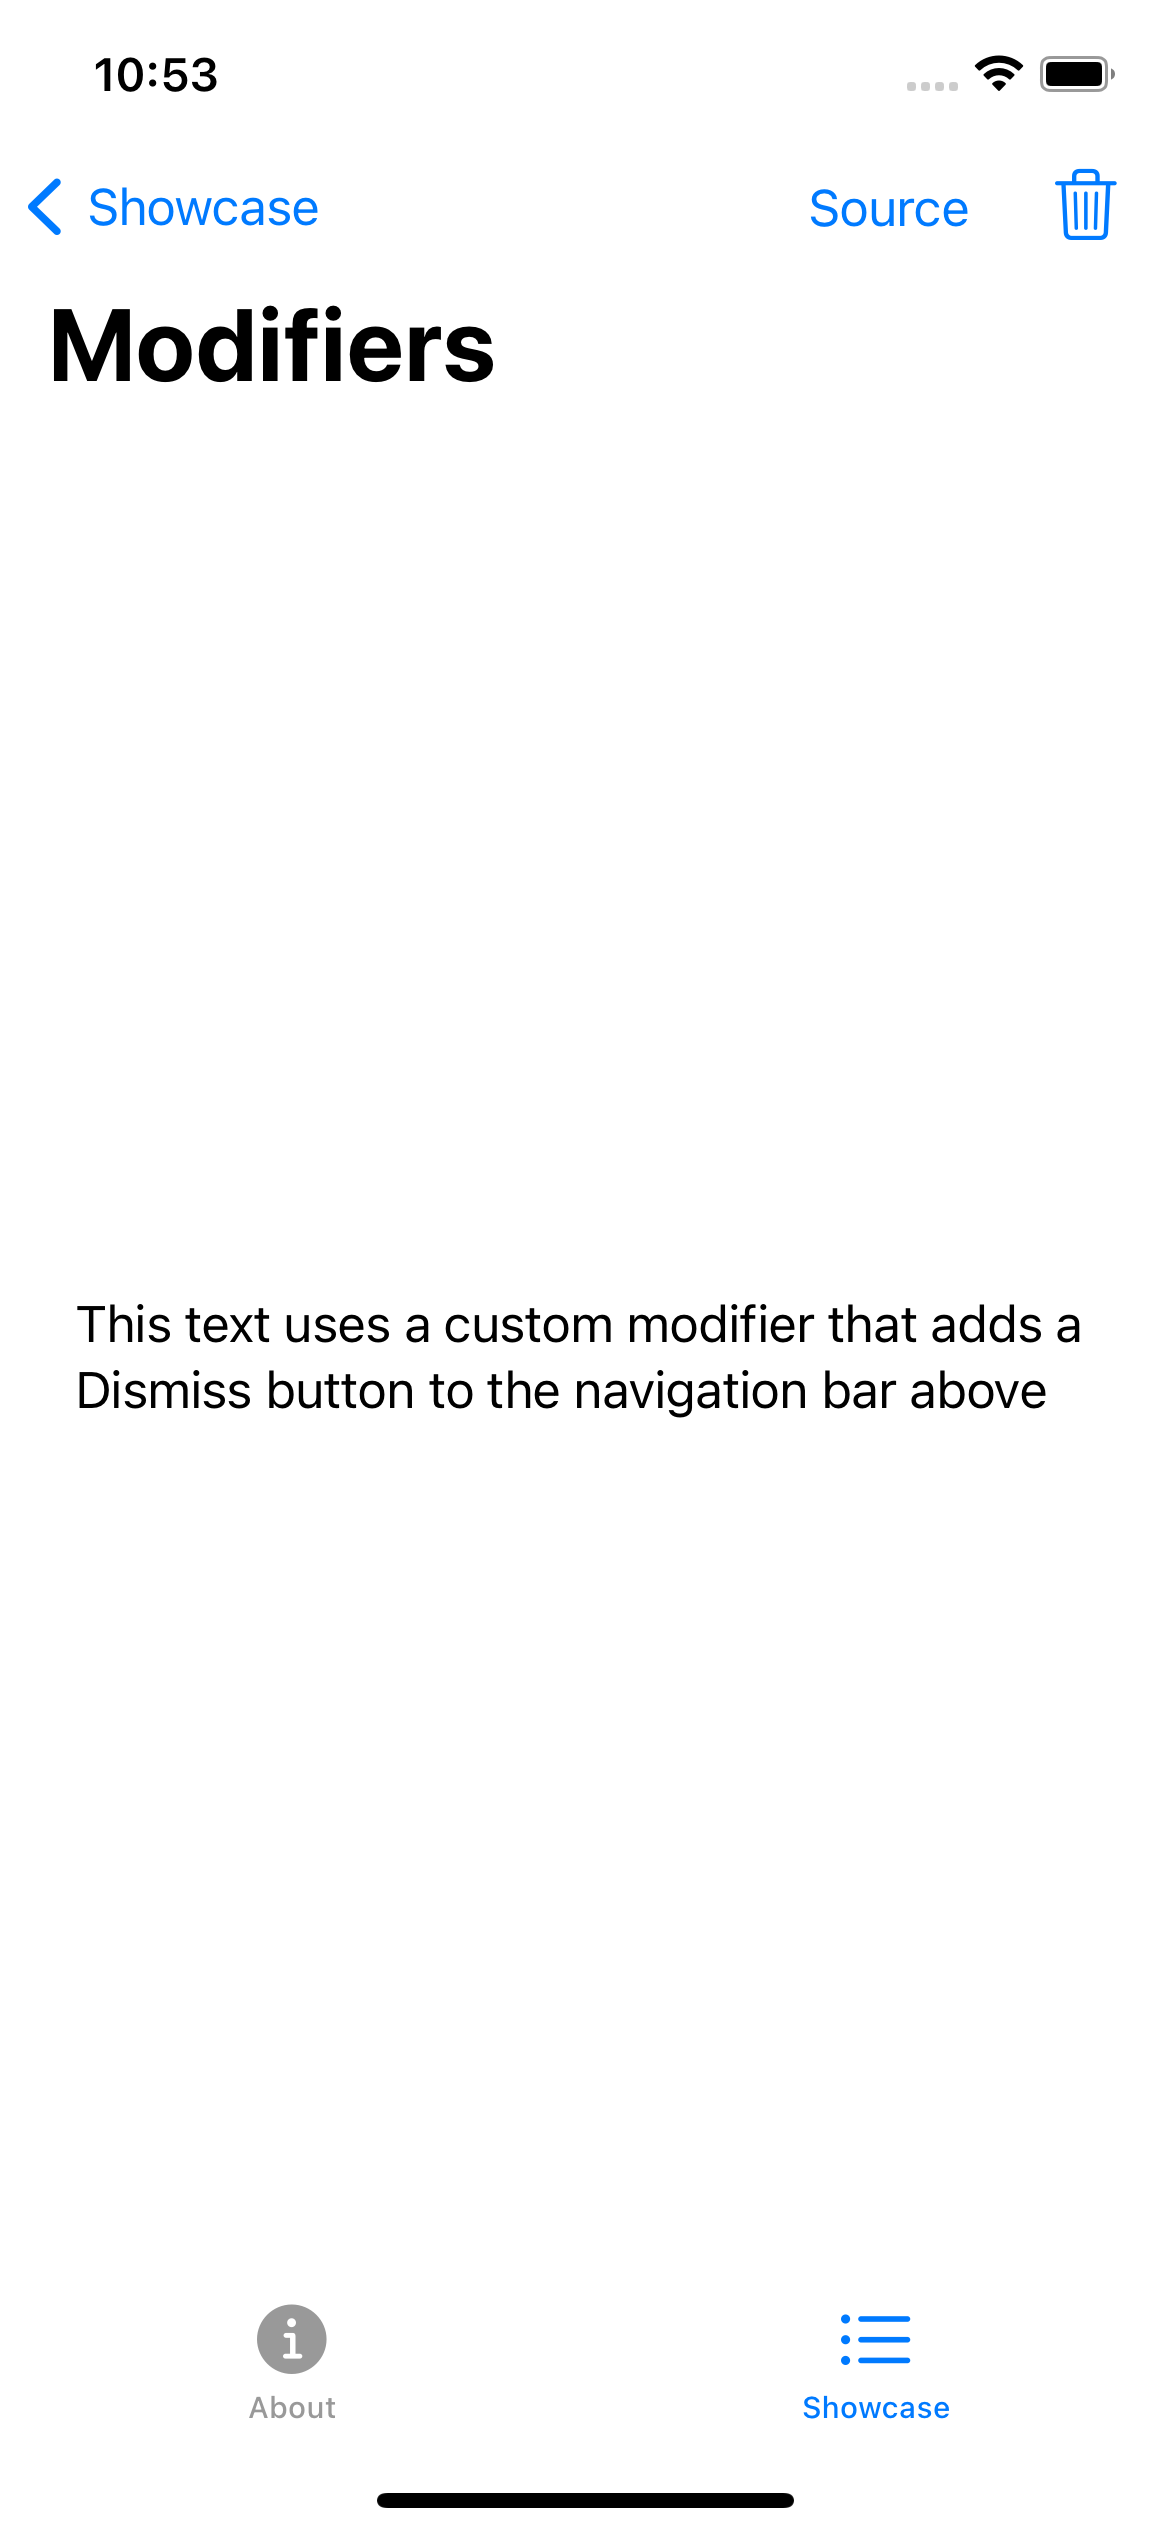 10:53
Showcase
Source
Modifiers
This text uses a custom modifier that adds a
Dismiss button to the navigation bar above
About
Showcase